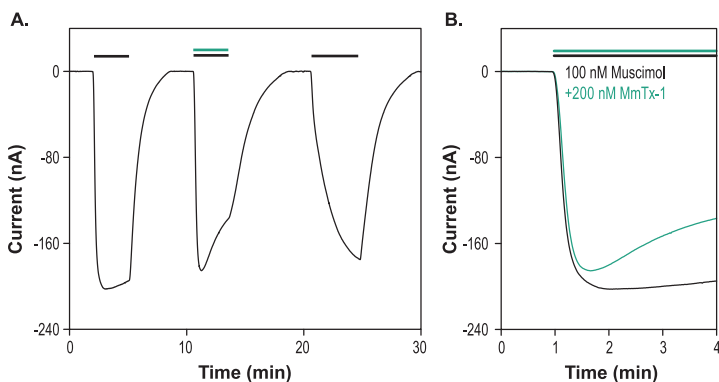 A.
B.
0
-80
-160
-240
Current (nA)
0
10
20
30
Time (min)
100 nM Muscimol
+200 nM MmTx-1
0
-80
-160
-240
Current (nA)
0
1
2
3
4
Time (min)